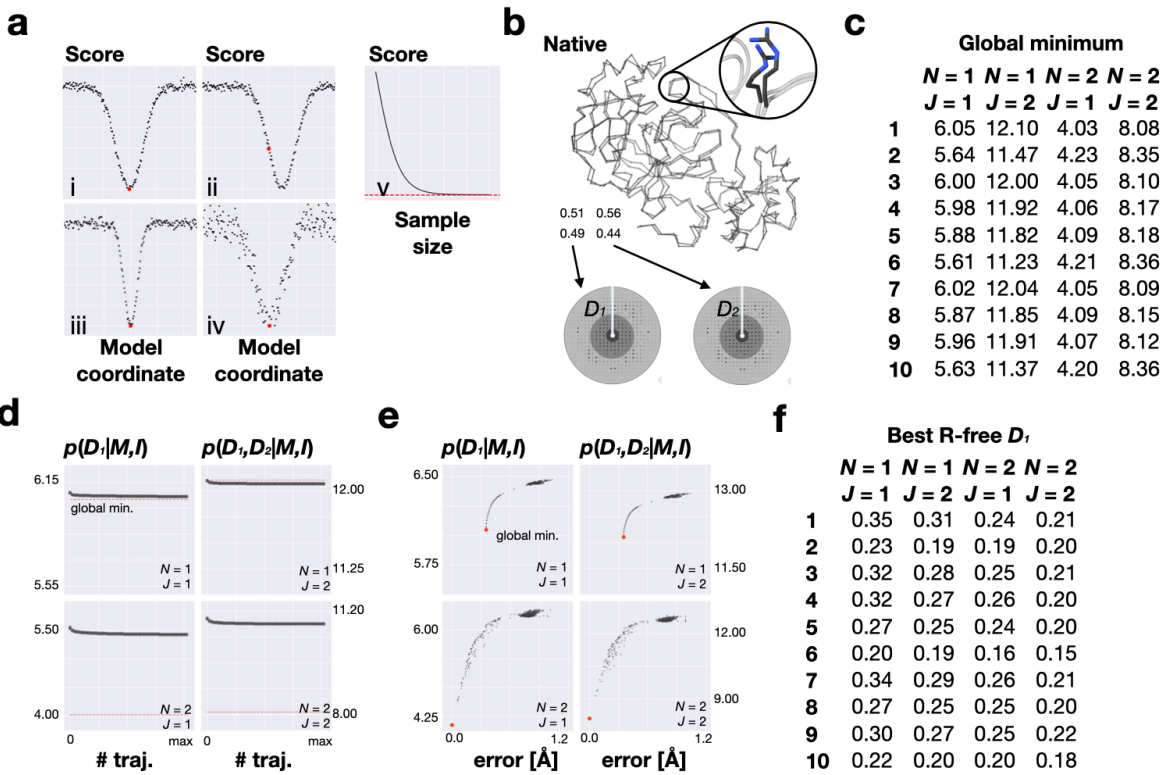 a
Score
Score
Score
i
ii
iii
iv
v
Model
coordinate
Model
coordinate
Sample
size
b
Native
0.51 0.56
0.49 0.44
D1
D2
c
Global minimum
N = 1 N = 1 N = 2 N = 2
J = 1 J = 2 J = 1 J = 2
1 6.05 12.10 4.03 8.08
2 5.64 11.47 4.23 8.35
3 6.00 12.00 4.05 8.10
4 5.98 11.92 4.06 8.17
5 5.88 11.82 4.09 8.18
6 5.61 11.23 4.21 8.36
7 6.02 12.04 4.05 8.09
8 5.87 11.85 4.09 8.15
9 5.96 11.91 4.07 8.12
10 5.63 11.37 4.20 8.36
d
p(D1|M,I)
p(D1,D2|M,I)
6.15
global min.
5.55
N = 1
J = 1
12.00
11.25
N = 1
J = 2
5.50
4.00
N = 2
J = 1
11.20
8.00
N = 2
J = 2
0 max
0 max
# traj.
# traj.
e
p(D1|M,I)
p(D1,D2|M,I)
6.50
global min.
5.75
N = 1
J = 1
13.00
11.50
N = 1
J = 2
6.00
4.25
N = 2
J = 1
12.00
9.00
N = 2
J = 2
0.0 1.2
0.0 1.2
error [Å]
error [Å]
f
Best R-free D1
N = 1 N = 1 N = 2 N = 2
J = 1 J = 2 J = 1 J = 2
1 0.35 0.31 0.24 0.21
2 0.23 0.19 0.19 0.20
3 0.32 0.28 0.25 0.21
4 0.32 0.27 0.26 0.20
5 0.27 0.25 0.24 0.20
6 0.20 0.19 0.16 0.15
7 0.34 0.29 0.26 0.21
8 0.27 0.25 0.25 0.20
9 0.30 0.27 0.25 0.22
10 0.22 0.20 0.20 0.18